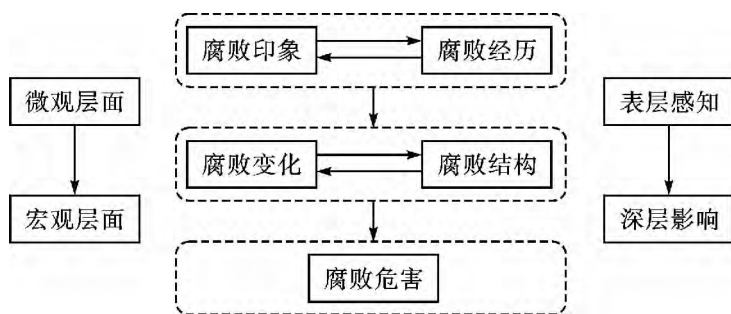 腐败印象
腐败经历
微观层面
表层感知
腐败变化
腐败结构
宏观层面
深层影响
腐败危害